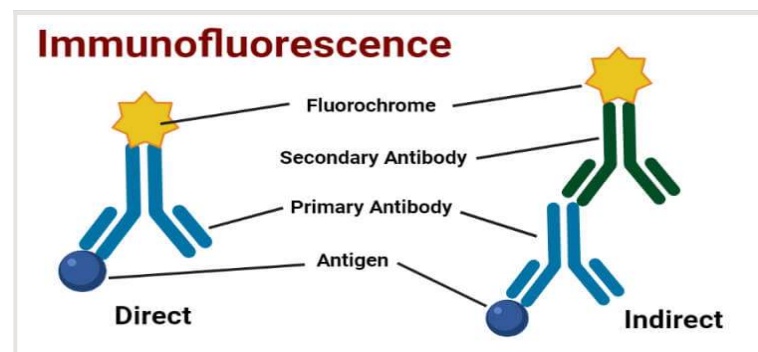 Immunofluorescence
Fluorochrome
Secondary Antibody
Primary Antibody
Antigen
Direct
Indirect